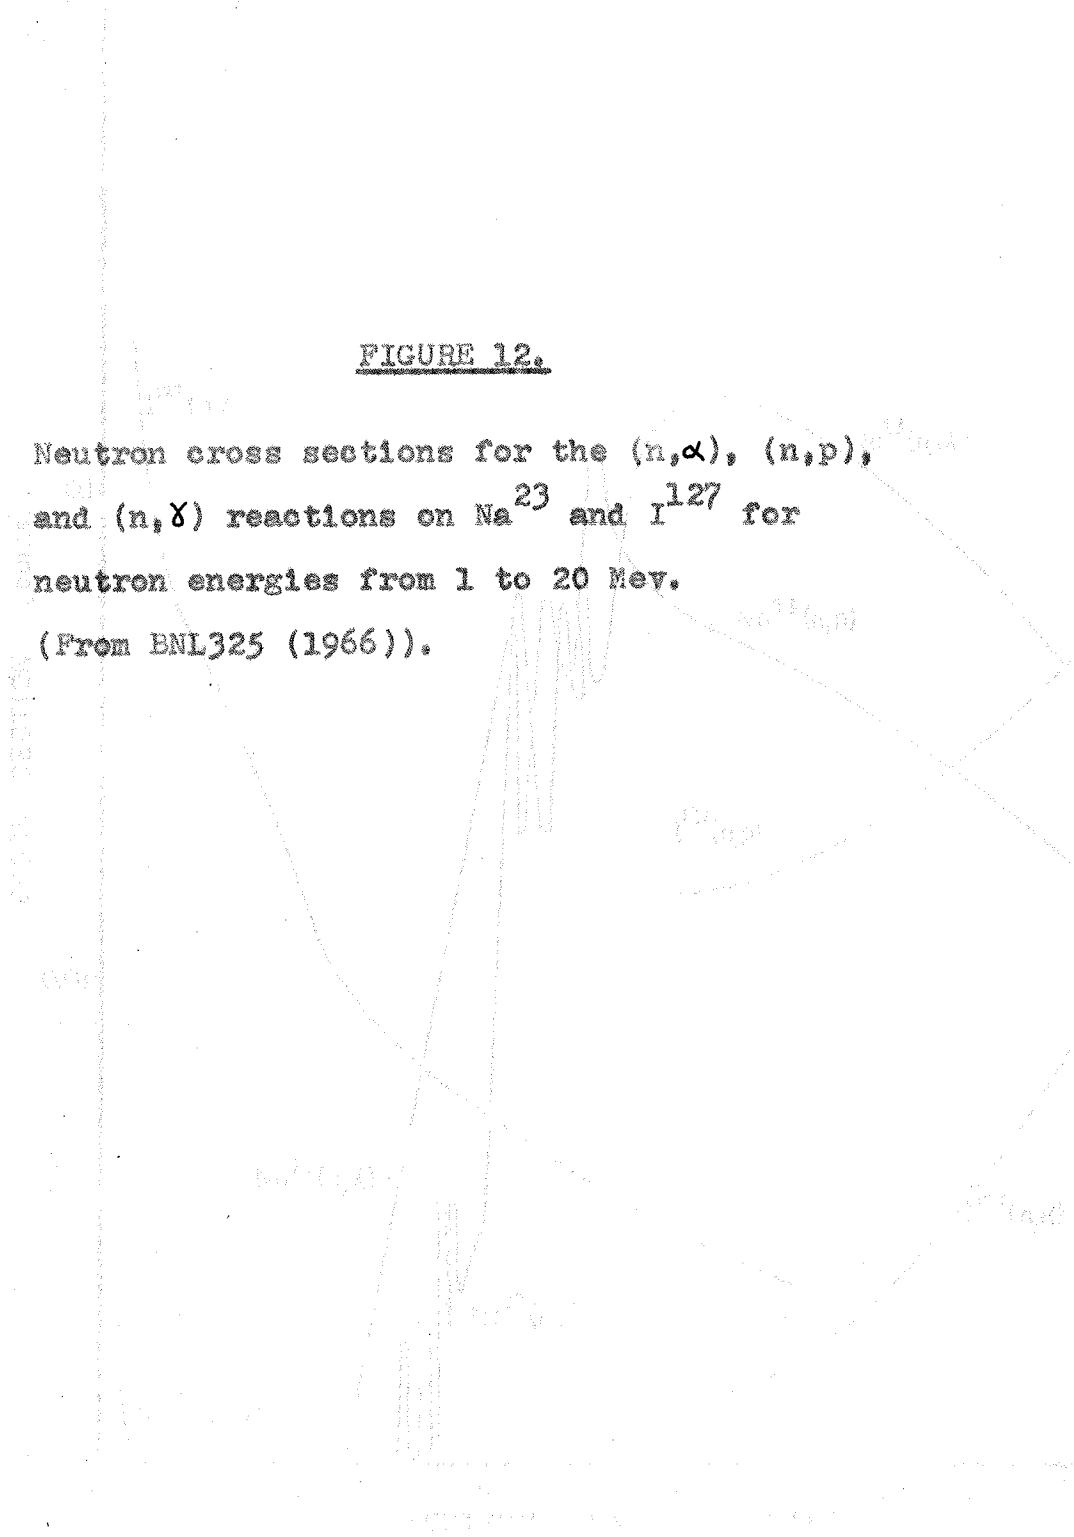 FIGURE 12.
Neutron cross sections for the (n,α), (n,p),
and (n,γ) reactions on Na²³ and I¹²⁷ for
neutron energies from 1 to 20 Mev.
(From BNL325 (1966)).